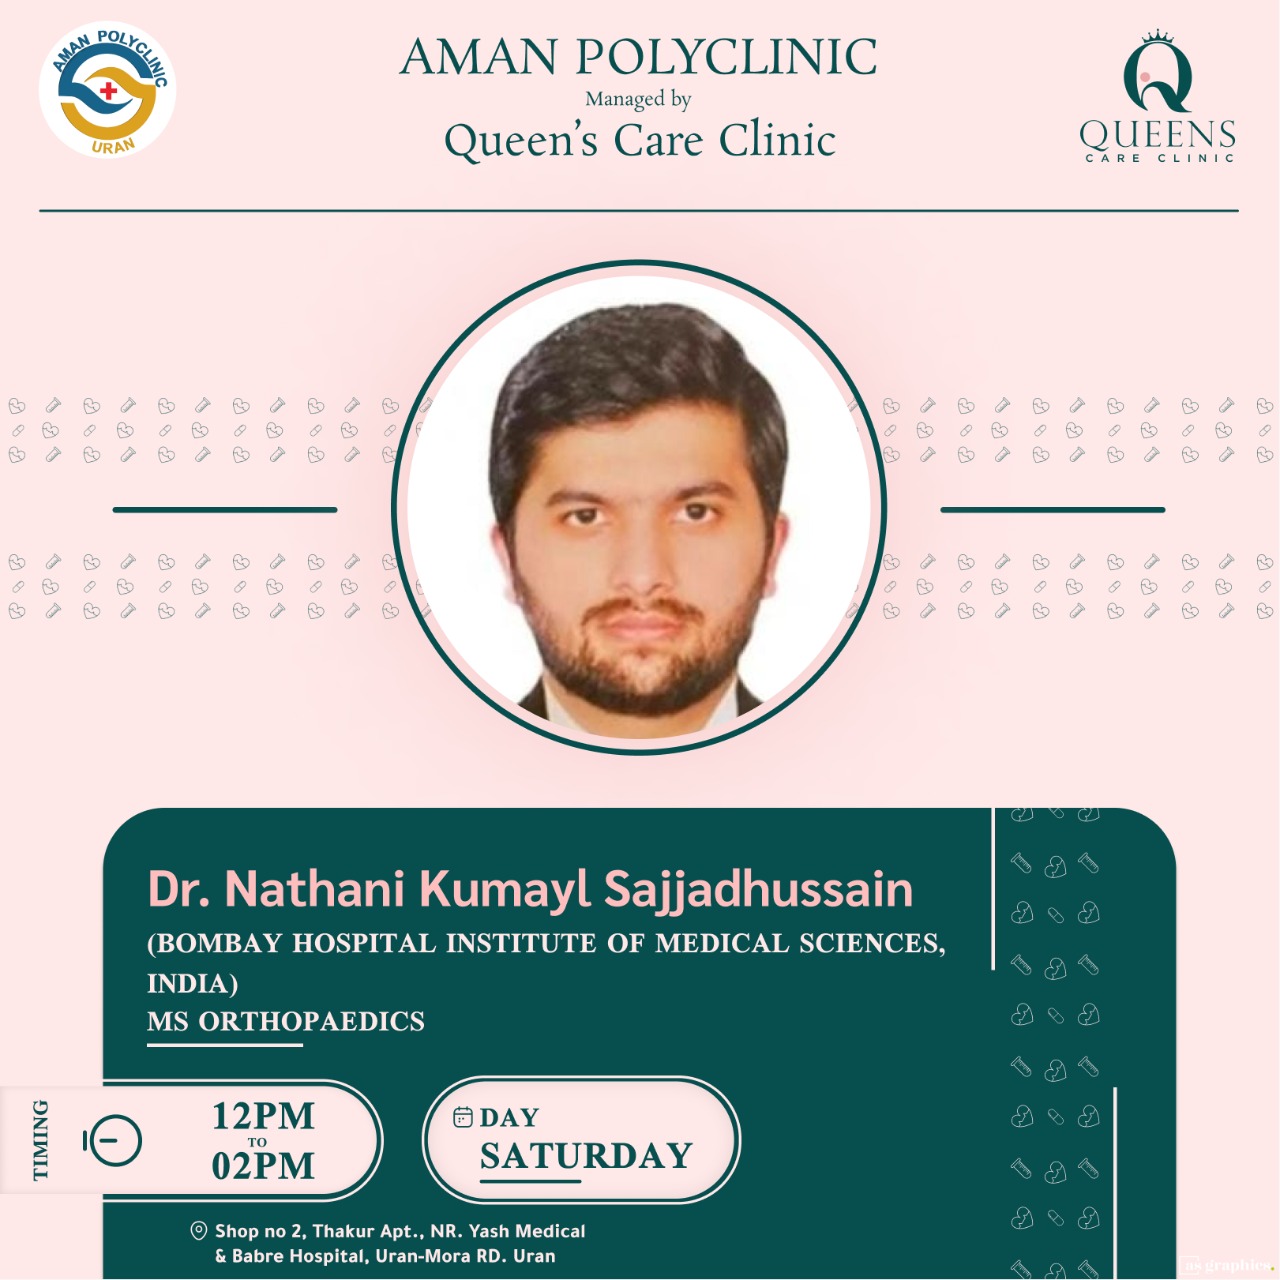 AMAN POLYCLINIC
URAN
AMAN POLYCLINIC
Managed by
Queen's Care Clinic
QUEENS
CARE CLINIC
Dr. Nathani Kumayl Sajjadhussain
(BOMBAY HOSPITAL INSTITUTE OF MEDICAL SCIENCES,
INDIA)
MS ORTHOPAEDICS
TIMING
12PM
TO
02PM
DAY
SATURDAY
Shop no 2, Thakur Apt., NR. Yash Medical
& Babre Hospital, Uran-Mora RD. Uran
as graphics.